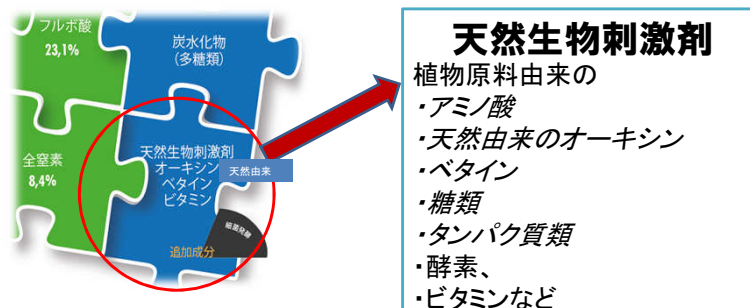 フルボ酸
23,1%
炭水化物
(多糖類)
全窒素
8,4%
天然生物刺激剤
オーキシン
ベタイン
ビタミン
天然由来
細菌発酵
追加成分
天然生物刺激剤
植物原料由来の
・アミノ酸
・天然由来のオーキシン
・ベタイン
・糖類
・タンパク質類
・酵素、
・ビタミンなど